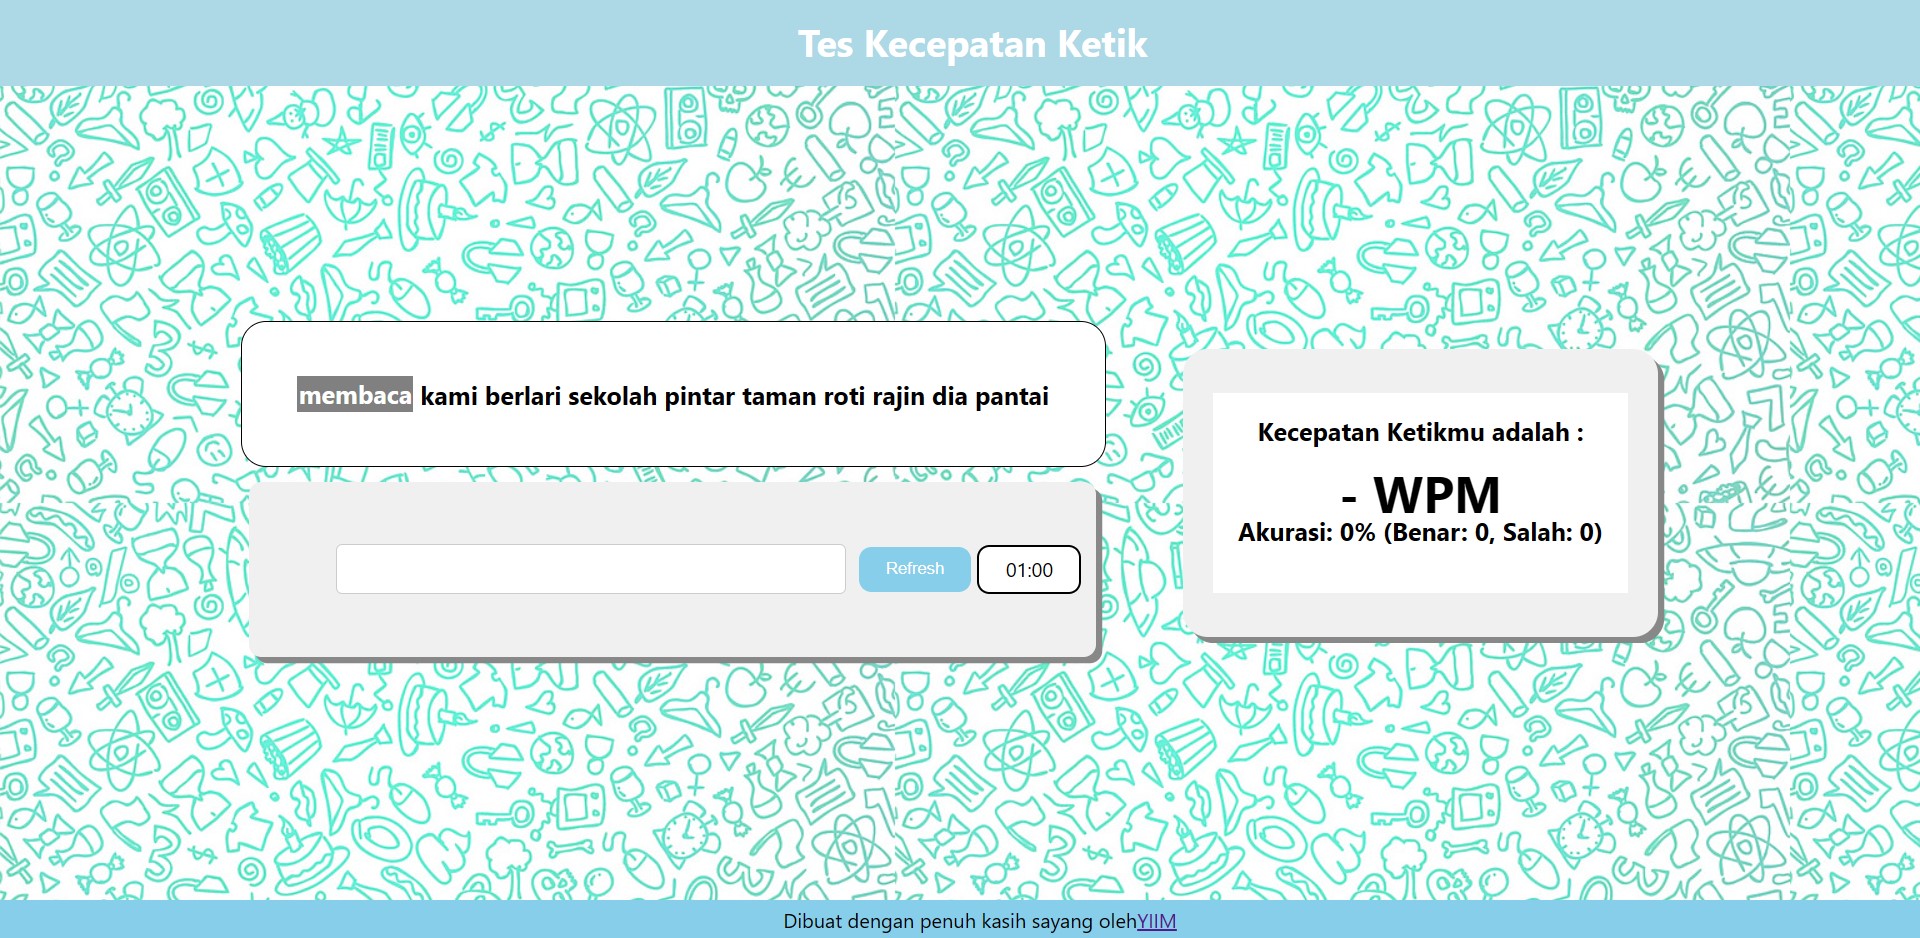 Tes Kecepatan Ketik
membaca kami berlari sekolah pintar taman roti rajin dia pantai
Refresh
01:00
Kecepatan Ketikmu adalah :
- WPM
Akurasi: 0% (Benar: 0, Salah: 0)
Dibuat dengan penuh kasih sayang olehYIIM